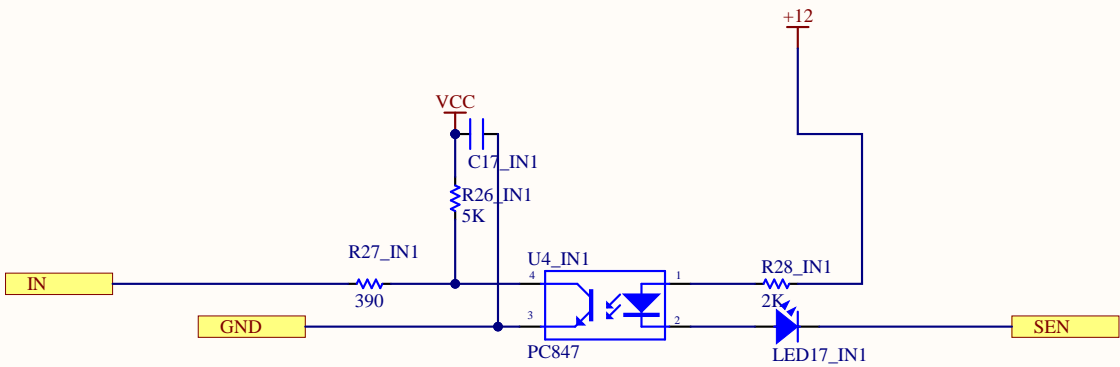 +12
VCC
C17_IN1
R26_IN1
5K
R27_IN1
U4_IN1
R28_IN1
4
1
IN
390
2K
3
2
GND
SEN
PC847
LED17_IN1